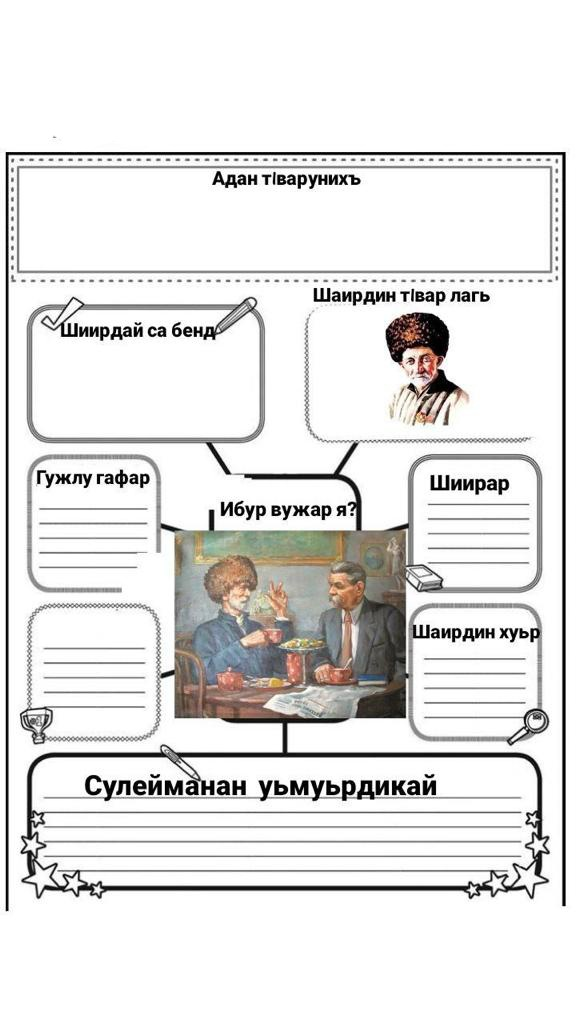 Адан тӀварунихъ
Шаирдин тӀвар лагь
Шиирдай са бенд
Гужлу гафар
Ибур вужар я?
Шиирар
Шаирдин хуьр
Сулейманан уьмуьрдикай